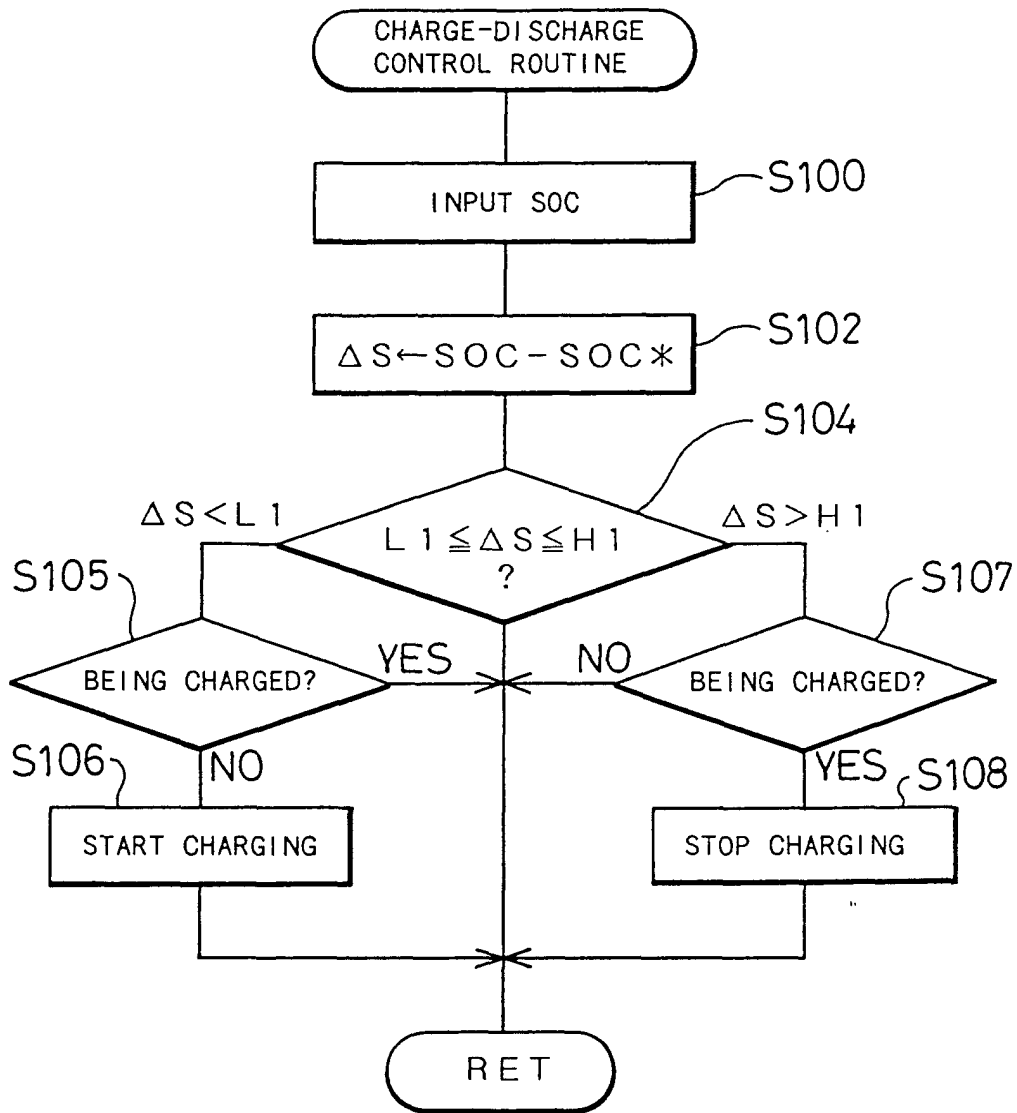 CHARGE-DISCHARGE
CONTROL ROUTINE
S100
INPUT SOC
S102
ΔS←SOC-SOC*
S104
ΔS<L1
L1≦ΔS≦H1
?
ΔS>H1
S105
BEING CHARGED?
YES
NO
S107
BEING CHARGED?
NO
YES
S106
START CHARGING
S108
STOP CHARGING
RET